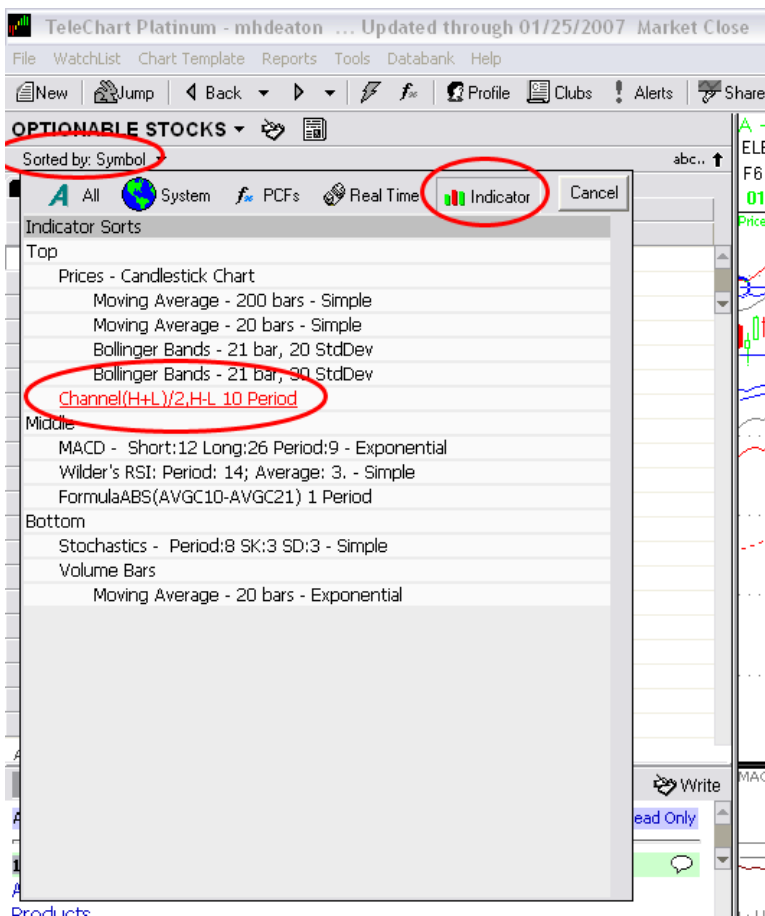 TeleChart Platinum - mhdeaton ... Updated through 01/25/2007 Market Close
File WatchList Chart Template Reports Tools Databank Help
New Jump Back Profile Clubs Alerts Share
OPTIONABLE STOCKS
Sorted by: Symbol abc..
A All System PCFs Real Time Indicator Cancel
Indicator Sorts
Top
Prices - Candlestick Chart
Moving Average - 200 bars - Simple
Moving Average - 20 bars - Simple
Bollinger Bands - 21 bar, 20 StdDev
Bollinger Bands - 21 bar, 30 StdDev
Channel(H+L)/2,H-L 10 Period
Middle
MACD - Short:12 Long:26 Period:9 - Exponential
Wilder's RSI: Period: 14; Average: 3. - Simple
FormulaABS(AVGC10-AVGC21) 1 Period
Bottom
Stochastics - Period:8 SK:3 SD:3 - Simple
Volume Bars
Moving Average - 20 bars - Exponential
Write
ead Only
Products
A -
ELE
F6
01
Price
MAC